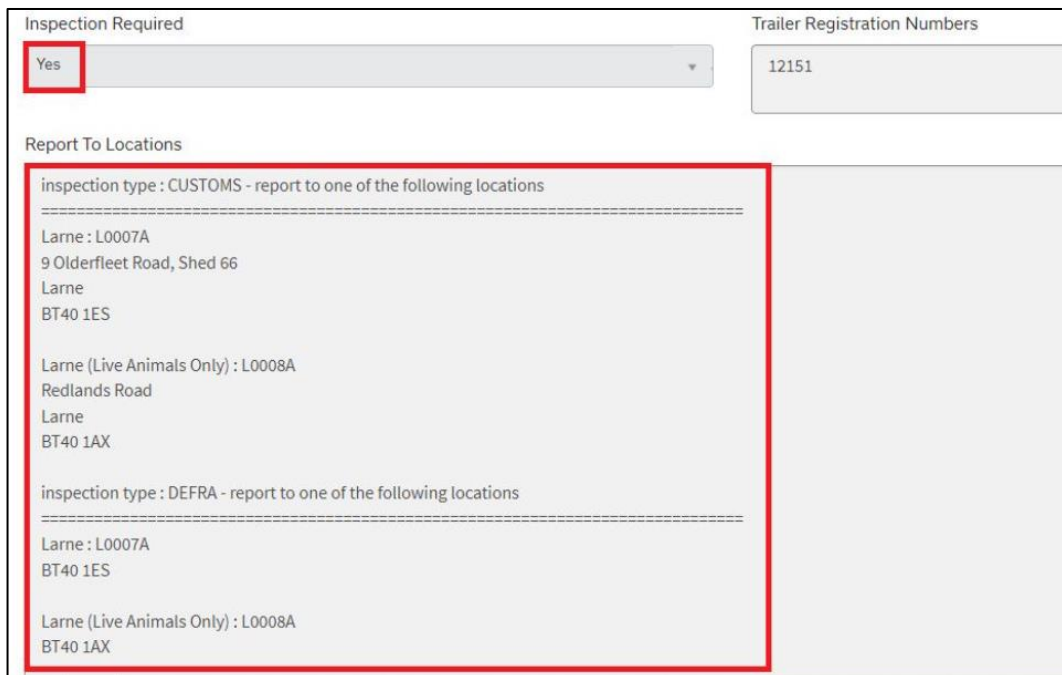 Inspection Required
Trailer Registration Numbers
Yes
12151
Report To Locations
inspection type : CUSTOMS - report to one of the following locations
================================================================================
Larne : L0007A
9 Olderfleet Road, Shed 66
Larne
BT40 1ES
Larne (Live Animals Only) : L0008A
Redlands Road
Larne
BT40 1AX
inspection type : DEFRA - report to one of the following locations
================================================================================
Larne : L0007A
BT40 1ES
Larne (Live Animals Only) : L0008A
BT40 1AX